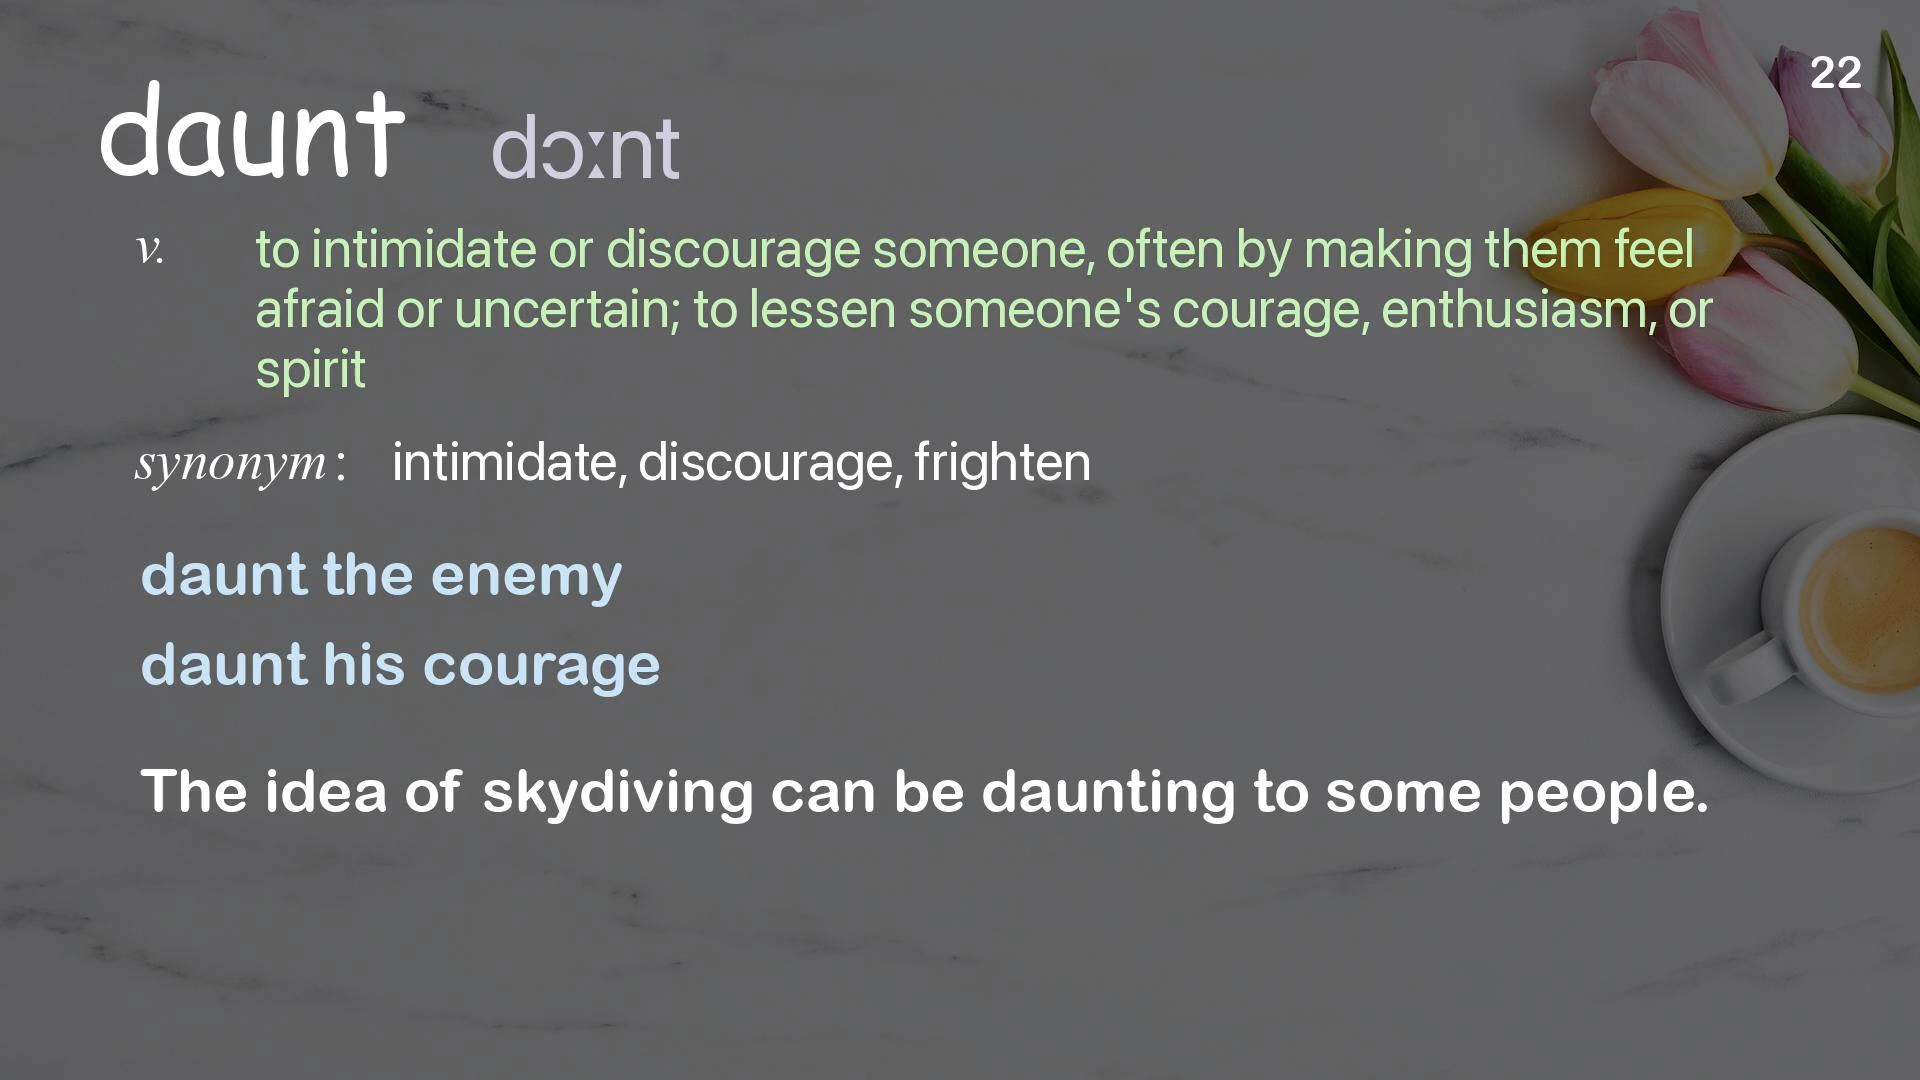 22
daunt dɔːnt
v. to intimidate or discourage someone, often by making them feel
afraid or uncertain; to lessen someone's courage, enthusiasm, or
spirit
synonym: intimidate, discourage, frighten
daunt the enemy
daunt his courage
The idea of skydiving can be daunting to some people.